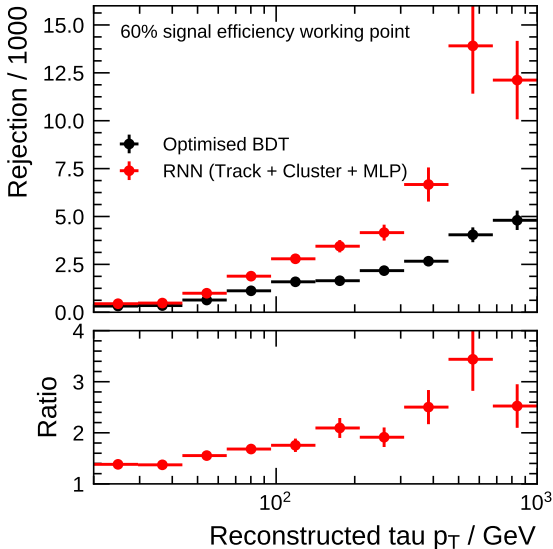 15.0
60% signal efficiency working point
12.5
10.0
Optimised BDT
7.5
RNN (Track + Cluster + MLP)
5.0
2.5
0.0
Rejection / 1000
4
3
2
1
Ratio
10²
10³
Reconstructed tau p_T / GeV